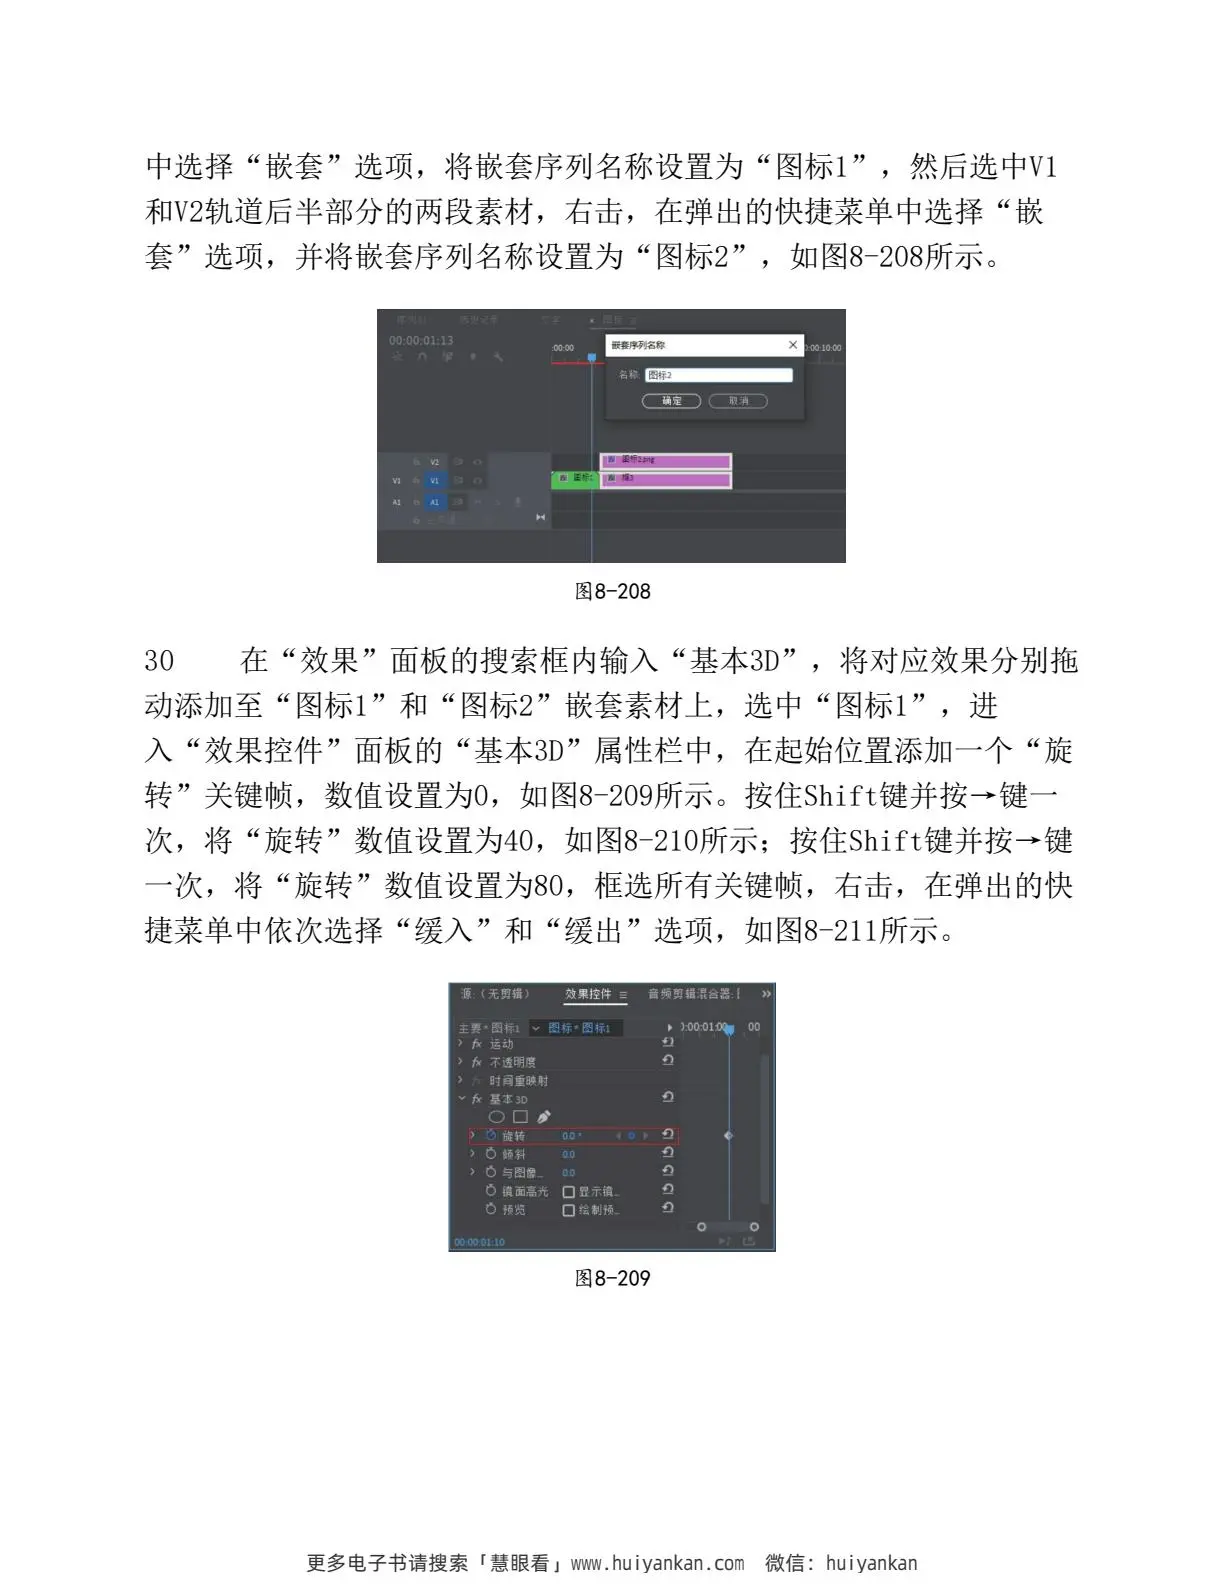 中选择“嵌套”选项，将嵌套序列名称设置为“图标1”，然后选中V1
和V2轨道后半部分的两段素材，右击，在弹出的快捷菜单中选择“嵌
套”选项，并将嵌套序列名称设置为“图标2”，如图8-208所示。
00:00:01:13
:00:00
嵌套序列名称
0:00:10:00
名称:
图标2
确定
取消
V2
图标2.png
V1
V1
图标1
框3
A1
A1
图8-208
30 在“效果”面板的搜索框内输入“基本3D”，将对应效果分别拖
动添加至“图标1”和“图标2”嵌套素材上，选中“图标1”，进
入“效果控件”面板的“基本3D”属性栏中，在起始位置添加一个“旋
转”关键帧，数值设置为0，如图8-209所示。按住Shift键并按→键一
次，将“旋转”数值设置为40，如图8-210所示；按住Shift键并按→键
一次，将“旋转”数值设置为80，框选所有关键帧，右击，在弹出的快
捷菜单中依次选择“缓入”和“缓出”选项，如图8-211所示。
源:（无剪辑） 效果控件 音频剪辑混合器:
主要*图标1 图标*图标1 0:00:01:00 00
fx 运动
fx 不透明度
fx 时间重映射
fx 基本3D
旋转 0.0°
倾斜 0.0
与图像... 0.0
镜面高光 显示镜...
预览 绘制预...
00:00:01:10
图8-209
更多电子书请搜索「慧眼看」www.huiyankan.com 微信：huiyankan